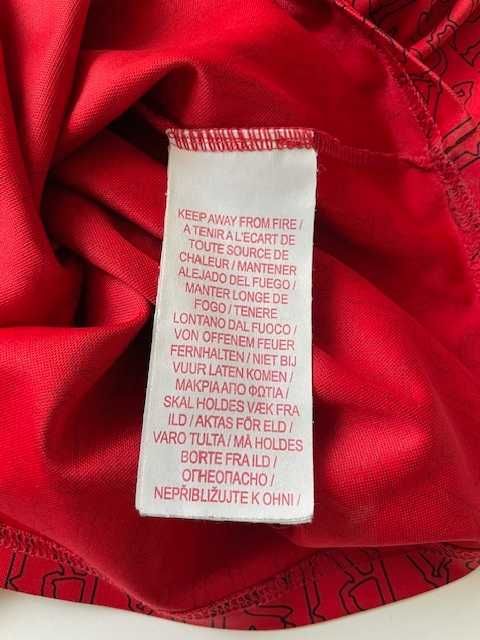 KEEP AWAY FROM FIRE /
A TENIR A L'ECART DE
TOUTE SOURCE DE
CHALEUR / MANTENER
ALEJADO DEL FUEGO /
MANTER LONGE DE
FOGO / TENERE
LONTANO DAL FUOCO /
VON OFFENEM FEUER
FERNHALTEN / NIET BIJ
VUUR LATEN KOMEN /
ΜΑΚΡΙΑ ΑΠΟ ΦΩΤΙΑ /
SKAL HOLDES VÆK FRA
ILD / AKTAS FÖR ELD /
VARO TULTA / MÅ HOLDES
BORTE FRA ILD /
ОГНЕОПАСНО /
NEPŘIBLIŽUJTE K OHNI /